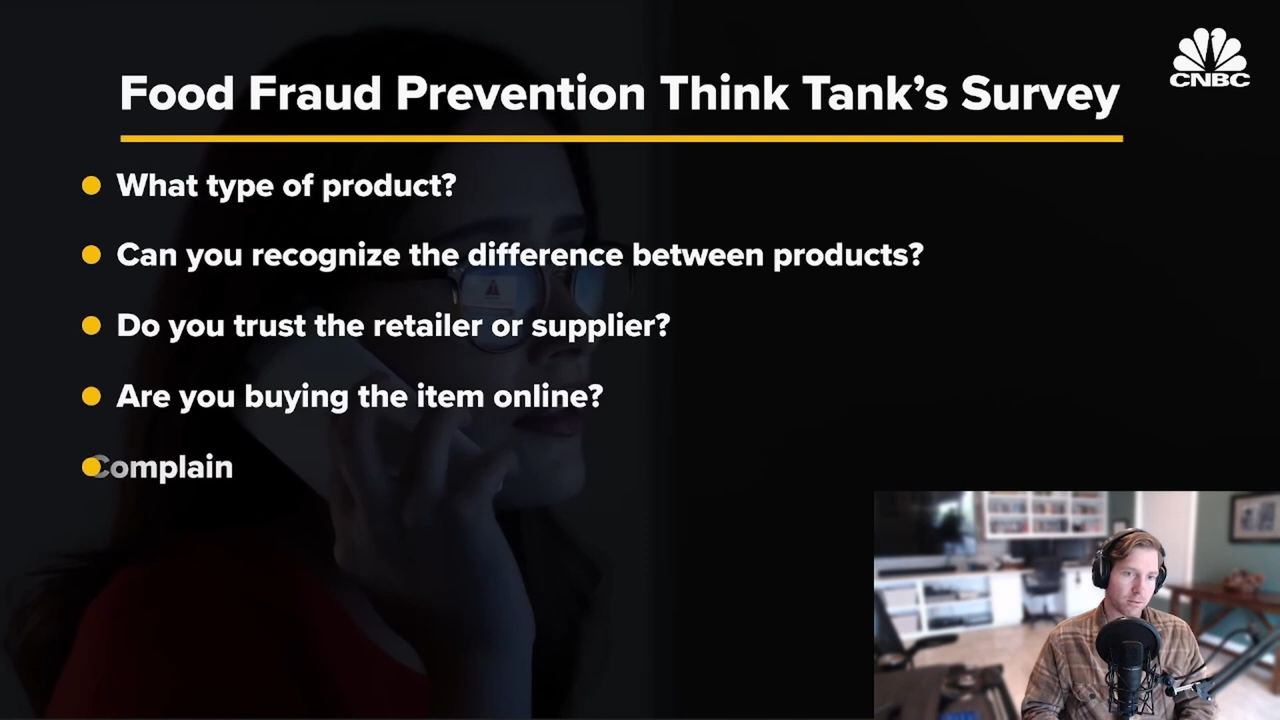 CNBC
Food Fraud Prevention Think Tank's Survey
What type of product?
Can you recognize the difference between products?
Do you trust the retailer or supplier?
Are you buying the item online?
Complain